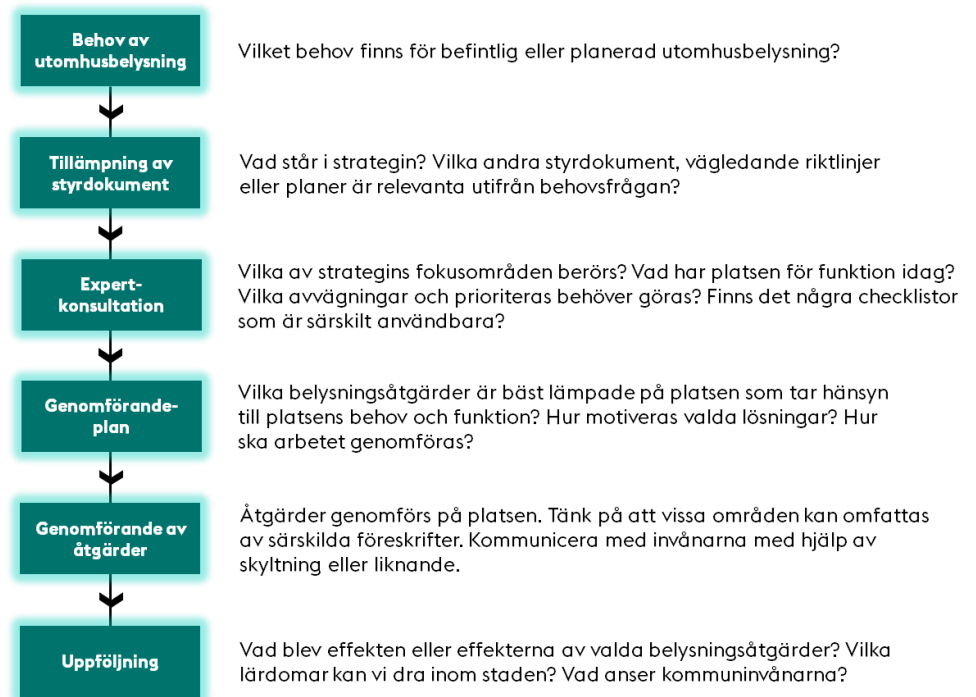 Behov av
utomhusbelysning
Vilket behov finns för befintlig eller planerad utomhusbelysning?
Tillämpning av
styrdokument
Vad står i strategin? Vilka andra styrdokument, vägledande riktlinjer
eller planer är relevanta utifrån behovsfrågan?
Expert-
konsultation
Vilka av strategins fokusområden berörs? Vad har platsen för funktion idag?
Vilka avvägningar och prioriteras behöver göras? Finns det några checklistor
som är särskilt användbara?
Genomförande-
plan
Vilka belysningsåtgärder är bäst lämpade på platsen som tar hänsyn
till platsens behov och funktion? Hur motiveras valda lösningar? Hur
ska arbetet genomföras?
Genomförande av
åtgärder
Åtgärder genomförs på platsen. Tänk på att vissa områden kan omfattas
av särskilda föreskrifter. Kommunicera med invånarna med hjälp av
skyltning eller liknande.
Uppföljning
Vad blev effekten eller effekterna av valda belysningsåtgärder? Vilka
lärdomar kan vi dra inom staden? Vad anser kommuninvånarna?